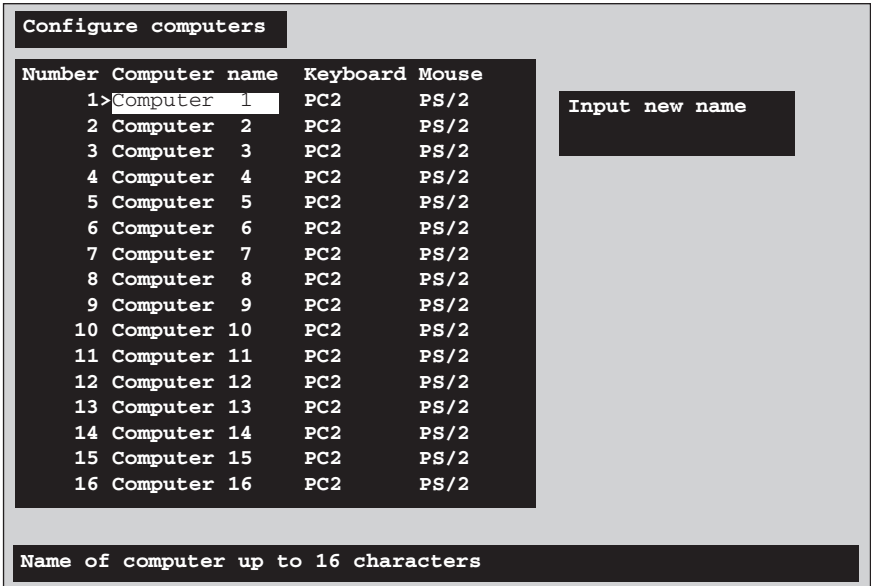 Configure computers
Number Computer name Keyboard Mouse
1>Computer 1 PC2 PS/2
2 Computer 2 PC2 PS/2
3 Computer 3 PC2 PS/2
4 Computer 4 PC2 PS/2
5 Computer 5 PC2 PS/2
6 Computer 6 PC2 PS/2
7 Computer 7 PC2 PS/2
8 Computer 8 PC2 PS/2
9 Computer 9 PC2 PS/2
10 Computer 10 PC2 PS/2
11 Computer 11 PC2 PS/2
12 Computer 12 PC2 PS/2
13 Computer 13 PC2 PS/2
14 Computer 14 PC2 PS/2
15 Computer 15 PC2 PS/2
16 Computer 16 PC2 PS/2
Input new name
Name of computer up to 16 characters